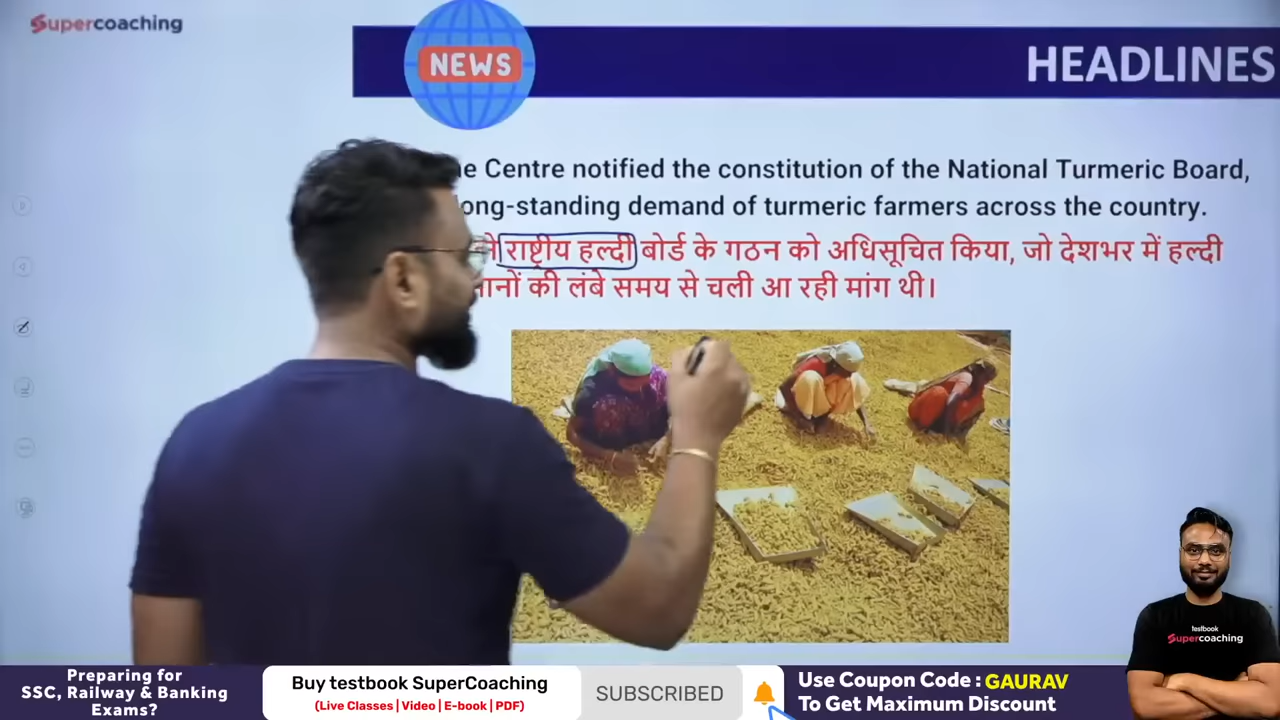 Supercoaching
NEWS
HEADLINES
Centre notified the constitution of the National Turmeric Board,
long-standing demand of turmeric farmers across the country.
राष्ट्रीय हल्दी बोर्ड के गठन को अधिसूचित किया, जो देशभर में हल्दी
की लंबे समय से चली आ रही मांग थी।
testbook
Supercoaching
Preparing for
SSC, Railway & Banking
Exams?
Buy testbook SuperCoaching
(Live Classes | Video | E-book | PDF)
SUBSCRIBED
Use Coupon Code : GAURAV
To Get Maximum Discount